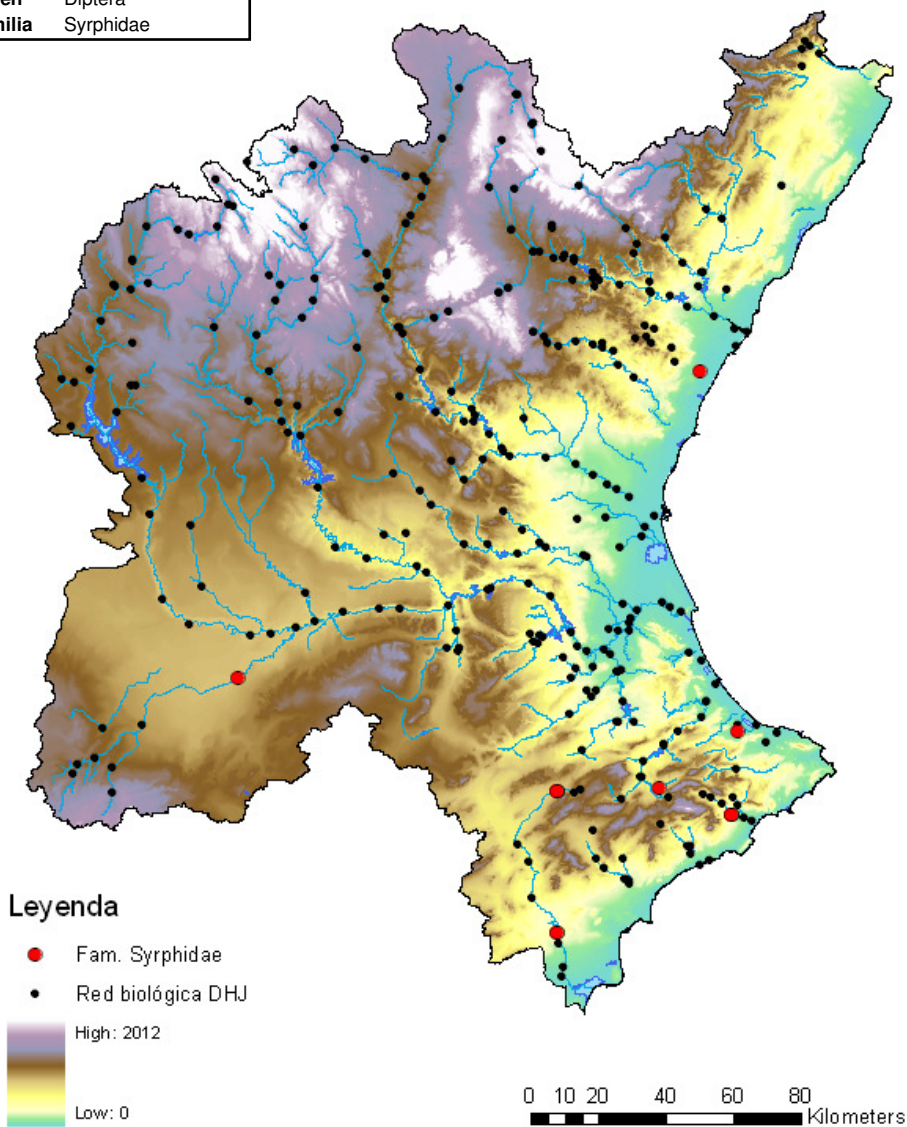 Diptera
Syrphidae
Leyenda
Fam. Syrphidae
Red biológica DHJ
High: 2012
Low: 0
0 10 20 40 60 80
Kilometers